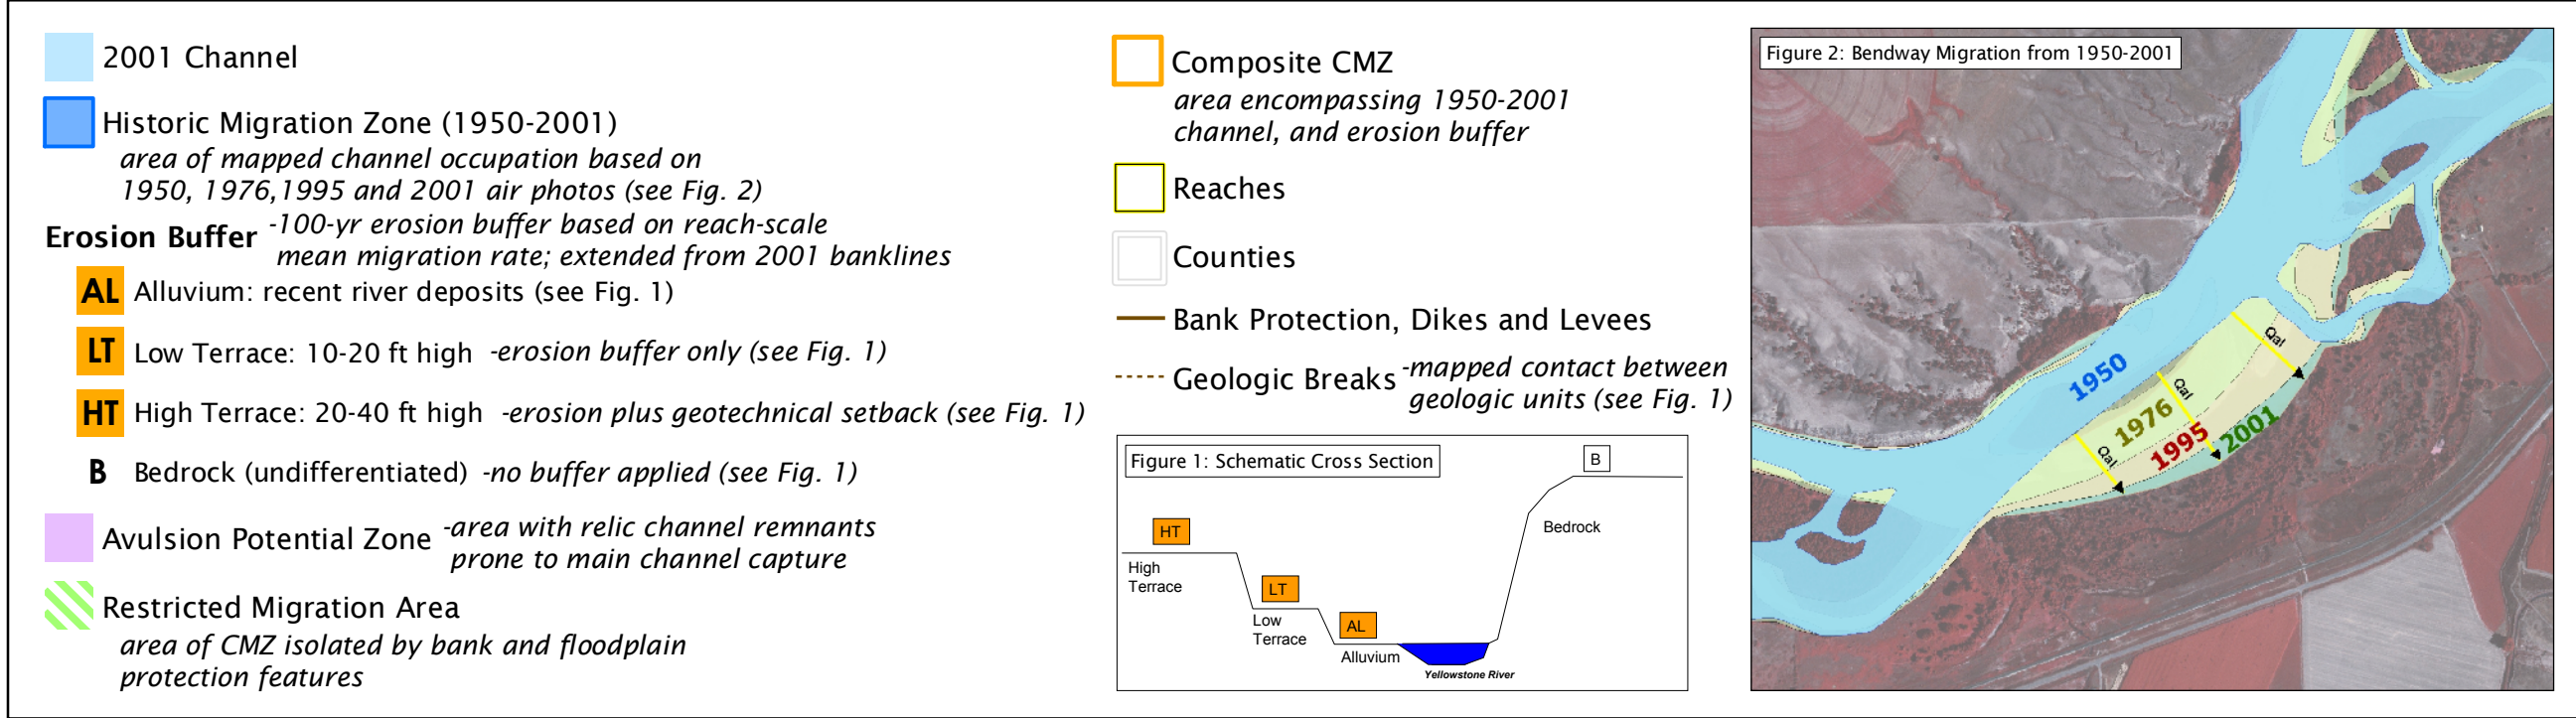 2001 Channel
Historic Migration Zone (1950-2001)
area of mapped channel occupation based on
1950, 1976,1995 and 2001 air photos (see Fig. 2)
Erosion Buffer -100-yr erosion buffer based on reach-scale
mean migration rate; extended from 2001 banklines
AL Alluvium: recent river deposits (see Fig. 1)
LT Low Terrace: 10-20 ft high -erosion buffer only (see Fig. 1)
HT High Terrace: 20-40 ft high -erosion plus geotechnical setback (see Fig. 1)
B Bedrock (undifferentiated) -no buffer applied (see Fig. 1)
Avulsion Potential Zone -area with relic channel remnants
prone to main channel capture
Restricted Migration Area
area of CMZ isolated by bank and floodplain
protection features
Composite CMZ
area encompassing 1950-2001
channel, and erosion buffer
Reaches
Counties
Bank Protection, Dikes and Levees
Geologic Breaks -mapped contact between
geologic units (see Fig. 1)
Figure 1: Schematic Cross Section
B
Bedrock
HT
High
Terrace
LT
Low
Terrace
AL
Alluvium
Yellowstone River
Figure 2: Bendway Migration from 1950-2001
Qal
1950
Qal
1976
1995
2001
Qal